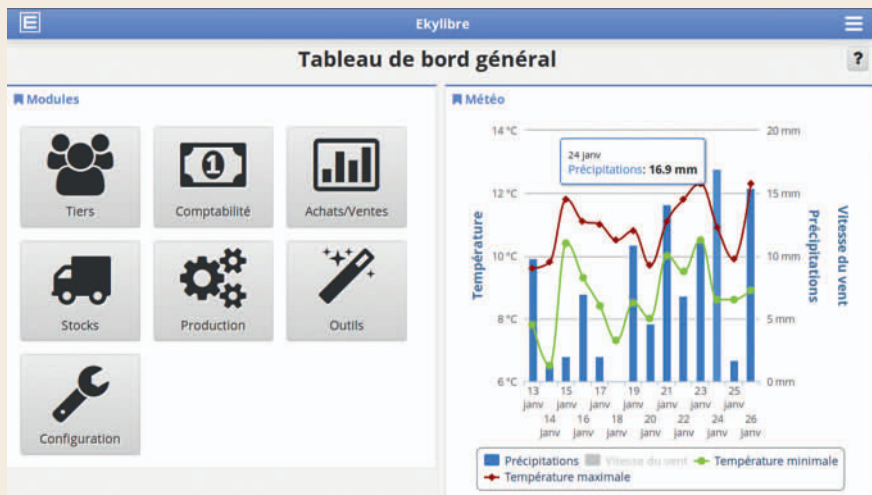 E
Ekylibre
Tableau de bord général
?
Modules
Tiers
1
Comptabilité
Achats/Ventes
Stocks
Production
Outils
Configuration
Météo
14 °C
12 °C
10 °C
8 °C
6 °C
Température
24 janv
Précipitations: 16.9 mm
20 mm
15 mm
10 mm
5 mm
0 mm
Précipitations
Vitesse du vent
13 janv
14 janv
15 janv
16 janv
17 janv
18 janv
19 janv
20 janv
21 janv
22 janv
23 janv
24 janv
25 janv
26 janv
Précipitations
Vitesse du vent
Température minimale
Température maximale